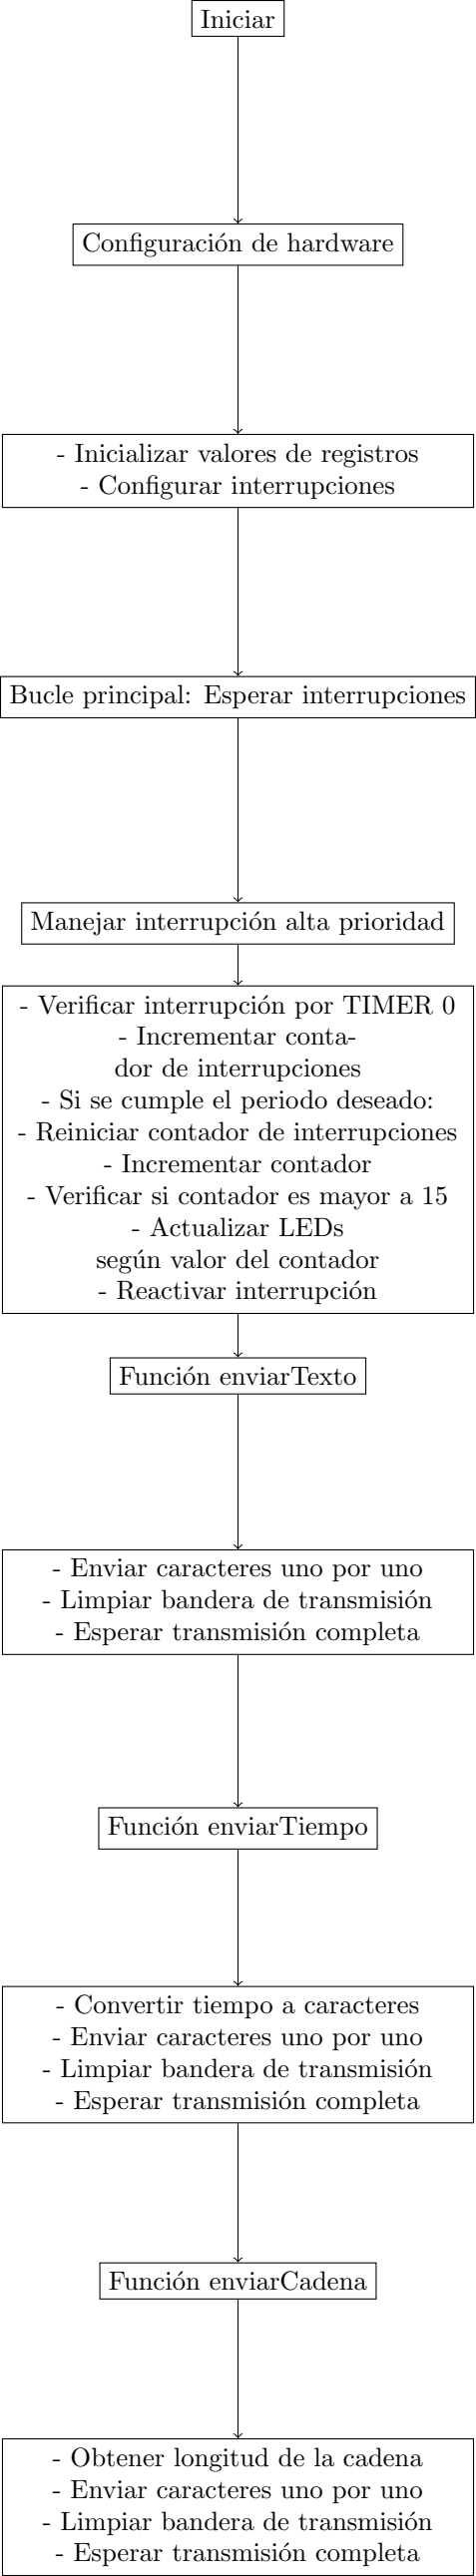 Iniciar
Configuración de hardware
- Inicializar valores de registros
- Configurar interrupciones
Bucle principal: Esperar interrupciones
Manejar interrupción alta prioridad
- Verificar interrupción por TIMER 0
- Incrementar conta-
dor de interrupciones
- Si se cumple el periodo deseado:
- Reiniciar contador de interrupciones
- Incrementar contador
- Verificar si contador es mayor a 15
- Actualizar LEDs
según valor del contador
- Reactivar interrupción
Función enviarTexto
- Enviar caracteres uno por uno
- Limpiar bandera de transmisión
- Esperar transmisión completa
Función enviarTiempo
- Convertir tiempo a caracteres
- Enviar caracteres uno por uno
- Limpiar bandera de transmisión
- Esperar transmisión completa
Función enviarCadena
- Obtener longitud de la cadena
- Enviar caracteres uno por uno
- Limpiar bandera de transmisión
- Esperar transmisión completa